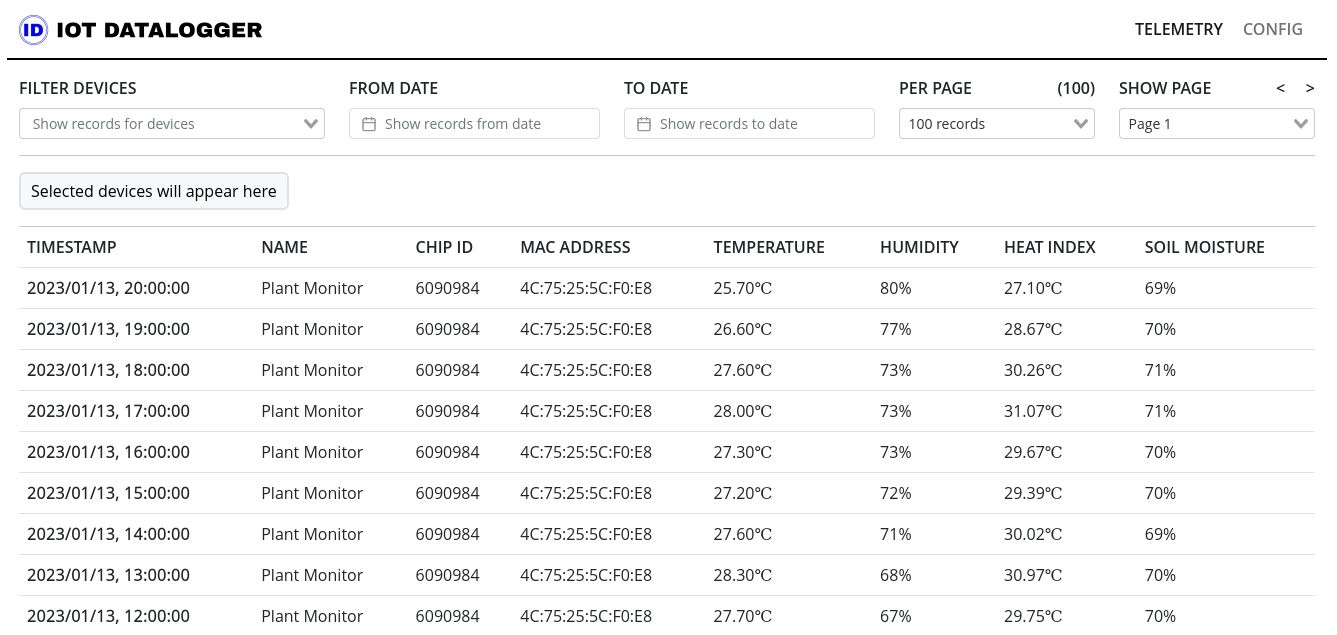 ID IOT DATALOGGER TELEMETRY CONFIG
FILTER DEVICES FROM DATE TO DATE PER PAGE (100) SHOW PAGE < >
Show records for devices Show records from date Show records to date 100 records Page 1
Selected devices will appear here
TIMESTAMP NAME CHIP ID MAC ADDRESS TEMPERATURE HUMIDITY HEAT INDEX SOIL MOISTURE
2023/01/13, 20:00:00 Plant Monitor 6090984 4C:75:25:5C:F0:E8 25.70℃ 80% 27.10℃ 69%
2023/01/13, 19:00:00 Plant Monitor 6090984 4C:75:25:5C:F0:E8 26.60℃ 77% 28.67℃ 70%
2023/01/13, 18:00:00 Plant Monitor 6090984 4C:75:25:5C:F0:E8 27.60℃ 73% 30.26℃ 71%
2023/01/13, 17:00:00 Plant Monitor 6090984 4C:75:25:5C:F0:E8 28.00℃ 73% 31.07℃ 71%
2023/01/13, 16:00:00 Plant Monitor 6090984 4C:75:25:5C:F0:E8 27.30℃ 73% 29.67℃ 70%
2023/01/13, 15:00:00 Plant Monitor 6090984 4C:75:25:5C:F0:E8 27.20℃ 72% 29.39℃ 70%
2023/01/13, 14:00:00 Plant Monitor 6090984 4C:75:25:5C:F0:E8 27.60℃ 71% 30.02℃ 69%
2023/01/13, 13:00:00 Plant Monitor 6090984 4C:75:25:5C:F0:E8 28.30℃ 68% 30.97℃ 70%
2023/01/13, 12:00:00 Plant Monitor 6090984 4C:75:25:5C:F0:E8 27.70℃ 67% 29.75℃ 70%